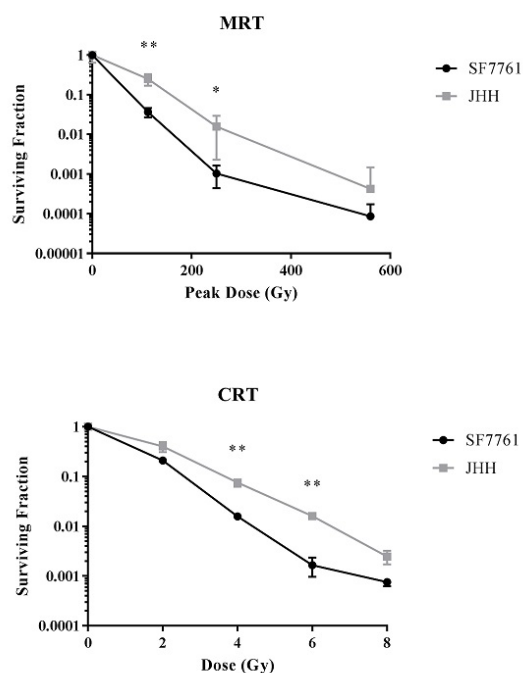 MRT
**
*
1
0.1
0.01
0.001
0.0001
0.00001
Surviving Fraction
0 200 400 600
Peak Dose (Gy)
SF7761
JHH
CRT
**
**
1
0.1
0.01
0.001
0.0001
Surviving Fraction
0 2 4 6 8
Dose (Gy)
SF7761
JHH